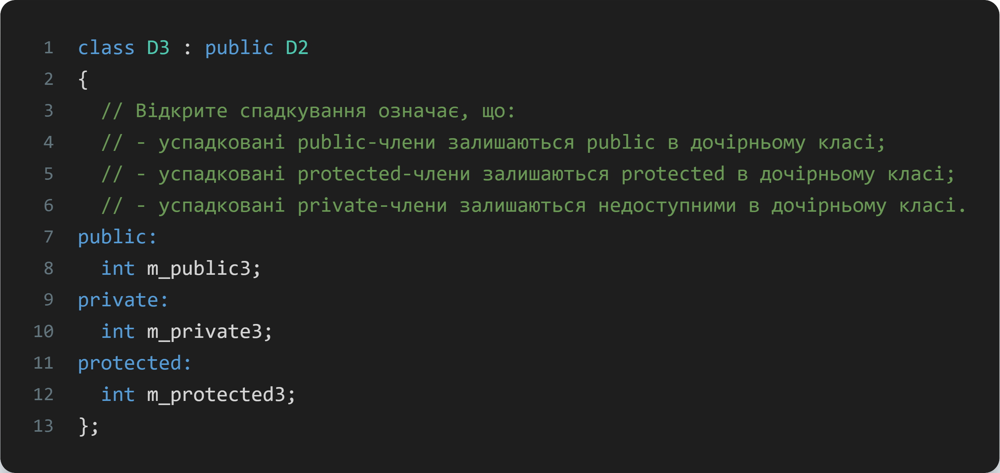 1 class D3 : public D2
2 {
3 // Відкрите спадкування означає, що:
4 // - успадковані public-члени залишаються public в дочірньому класі;
5 // - успадковані protected-члени залишаються protected в дочірньому класі;
6 // - успадковані private-члени залишаються недоступними в дочірньому класі.
7 public:
8 int m_public3;
9 private:
10 int m_private3;
11 protected:
12 int m_protected3;
13 };